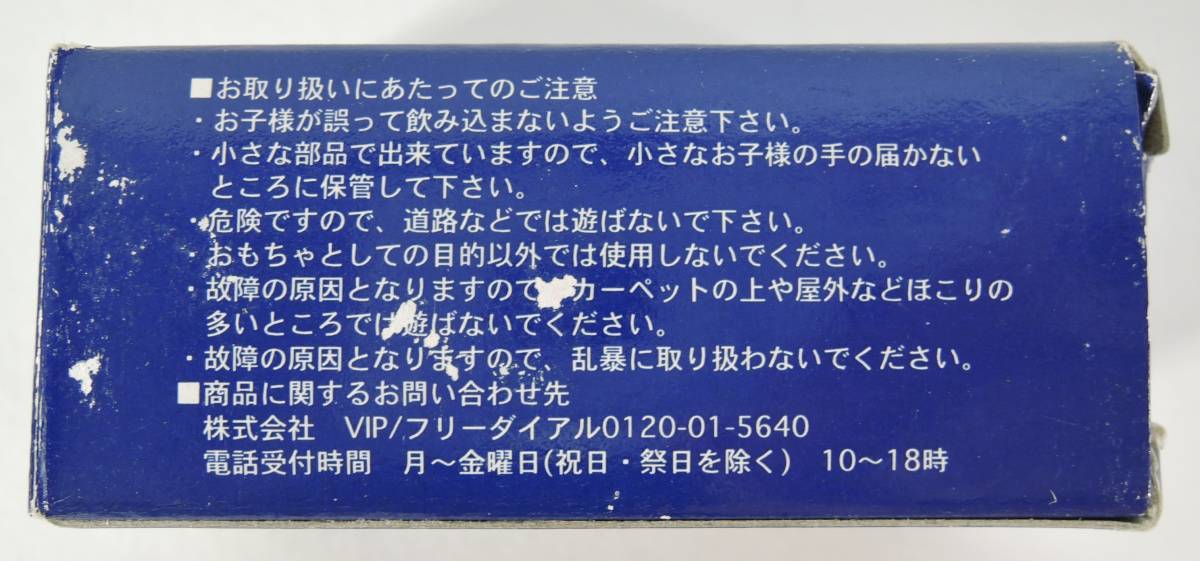 ■お取り扱いにあたってのご注意
・お子様が誤って飲み込まないようご注意下さい。
・小さな部品で出来ていますので、小さなお子様の手の届かない
ところに保管して下さい。
・危険ですので、道路などでは遊ばないで下さい。
おもちゃとしての目的以外では使用しないでください。
・故障の原因となりますので、カーペットの上や屋外などほこりの
多いところでは遊ばないでください。
・故障の原因となりますので、乱暴に取り扱わないでください。
■商品に関するお問い合わせ先
株式会社　VIP/フリーダイアル0120-01-5640
電話受付時間　月～金曜日(祝日・祭日を除く)　10～18時